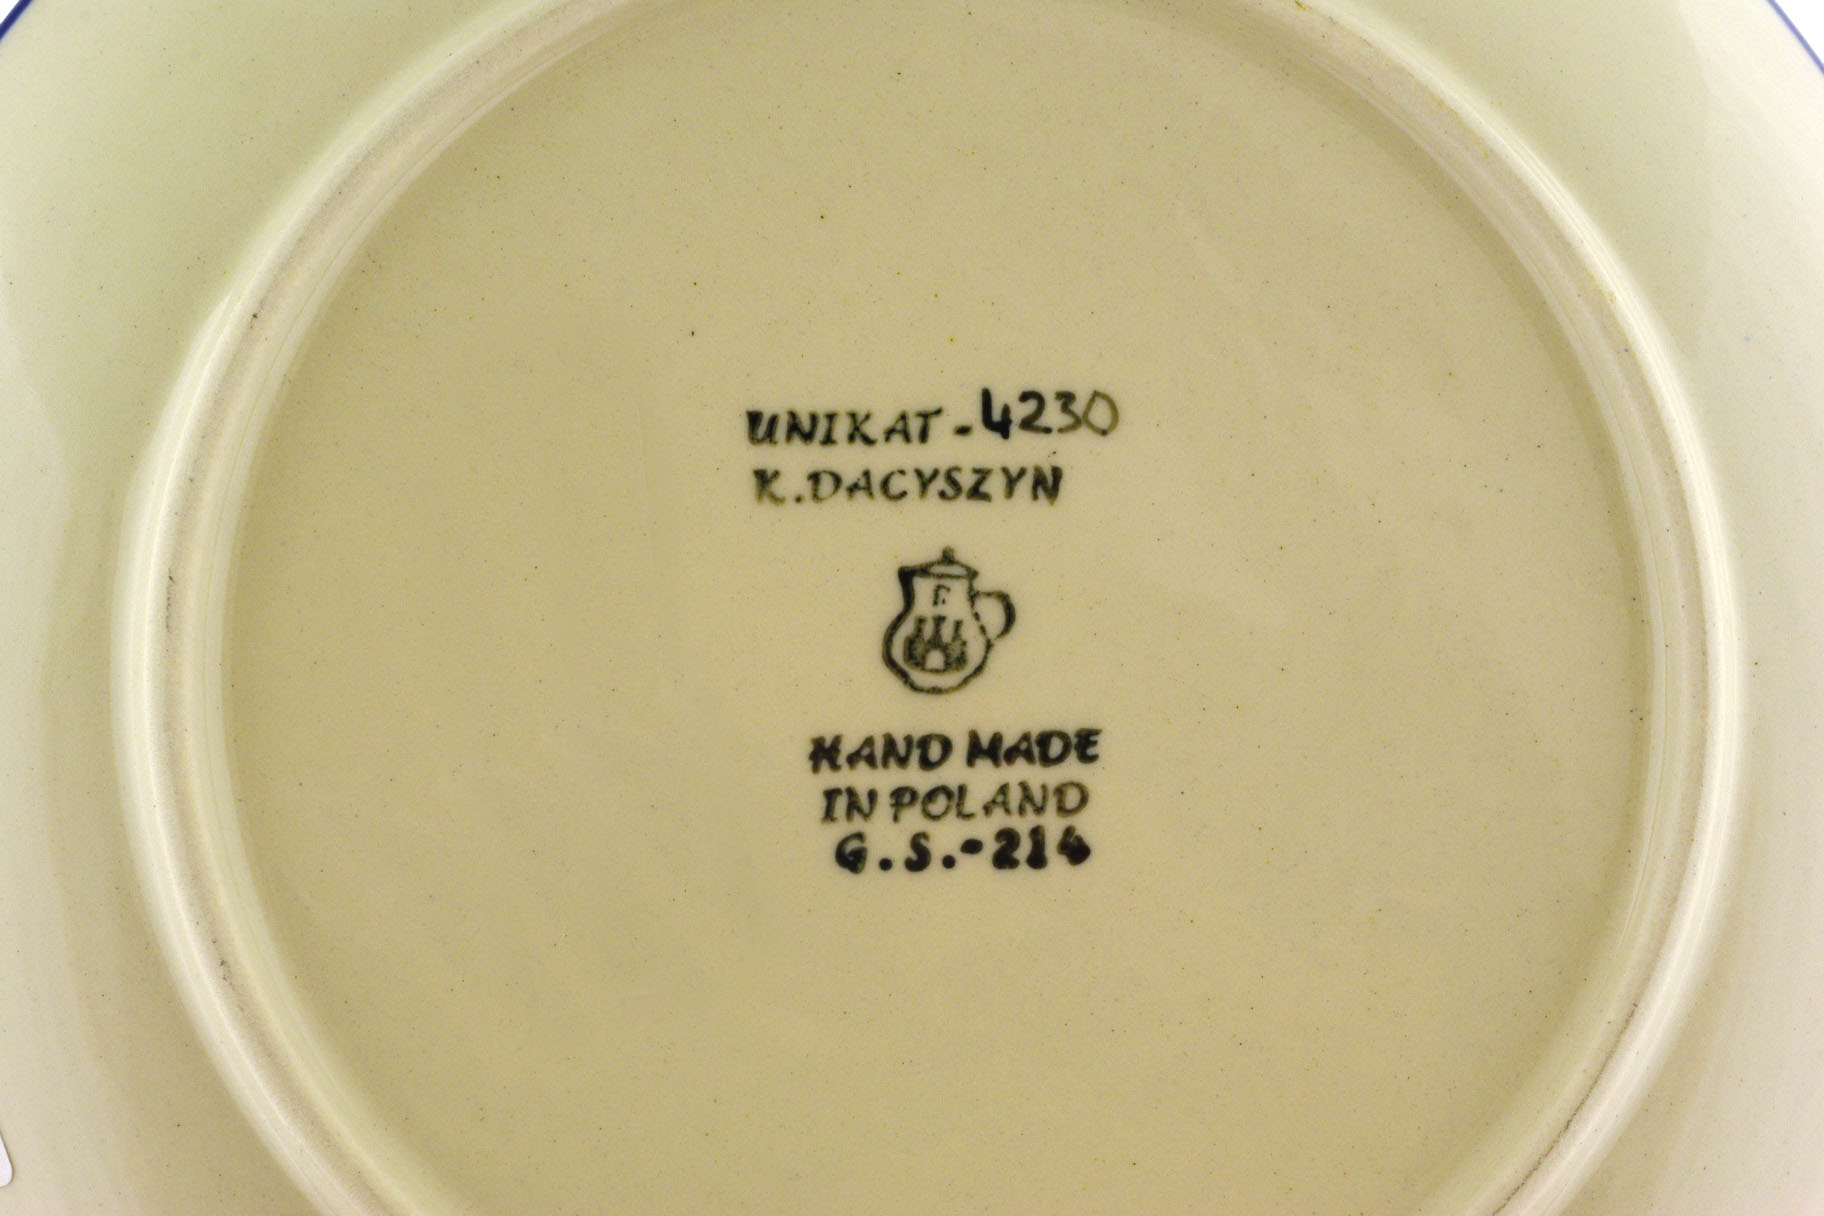 UNIKAT - 4230
K. DACYSZYN
HAND MADE
IN POLAND
G.S.-214